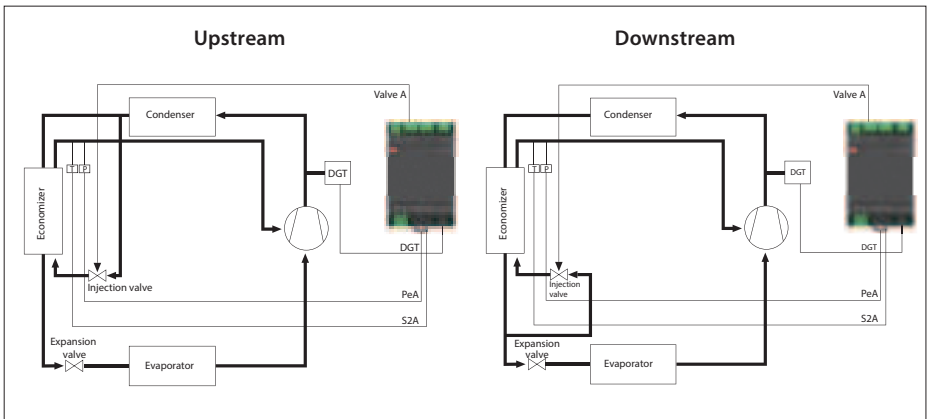 Upstream
Valve A
Condenser
T P
DGT
Economizer
DGT
Injection valve
PeA
S2A
Expansion
valve
Evaporator
Downstream
Valve A
Condenser
T P
DGT
Economizer
DGT
Injection
valve
PeA
S2A
Expansion
valve
Evaporator